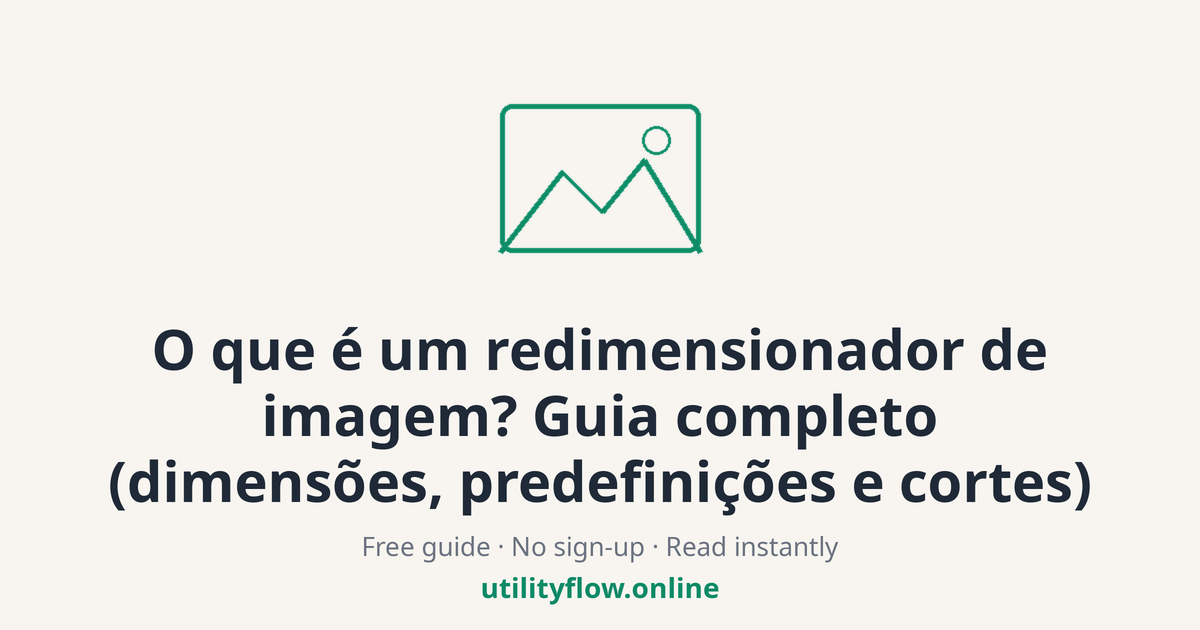 O que é um redimensionador de
imagem? Guia completo
(dimensões, predefinições e cortes)
Free guide · No sign-up · Read instantly
utilityflow.online